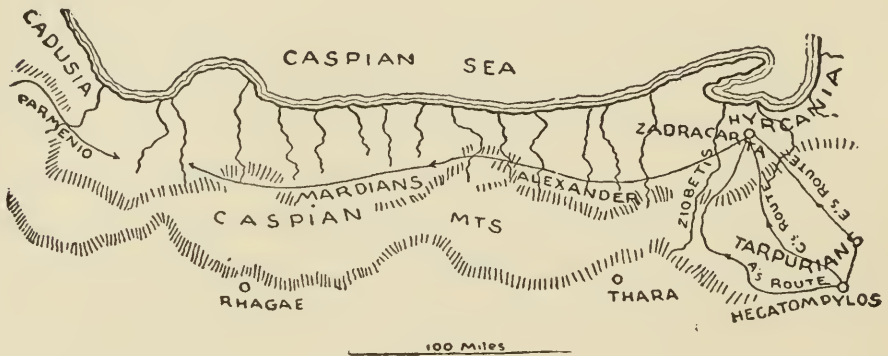 CADUSIA
CASPIAN SEA
PARMENIO
HYRCANIA
ZADRACARTA
MARDIANS
ALEXANDER
ZIOBETIS
C'S ROUTE
E'S ROUTE
CASPIAN MTS
TARPURIANS
A'S ROUTE
RHAGAE
THARA
HECATOMPYLOS
100 Miles